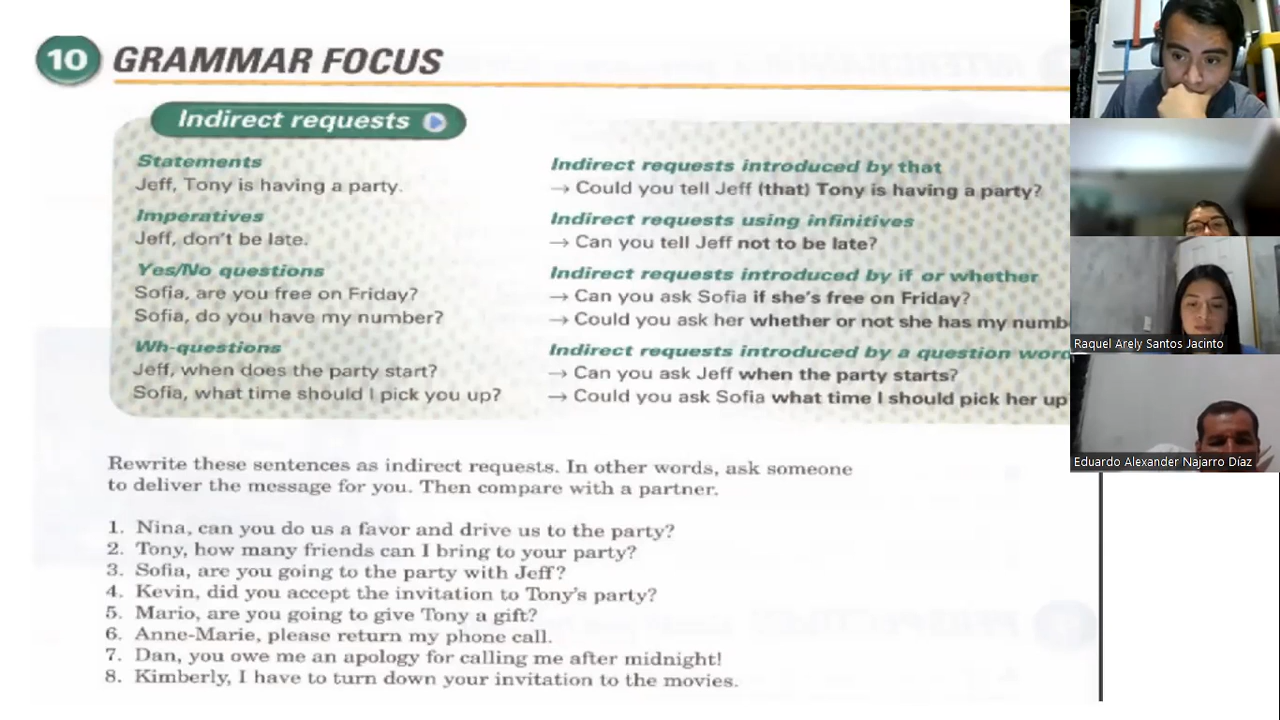 10 GRAMMAR FOCUS
Indirect requests
Statements
Jeff, Tony is having a party.
Imperatives
Jeff, don't be late.
Yes/No questions
Sofia, are you free on Friday?
Sofia, do you have my number?
Wh-questions
Jeff, when does the party start?
Sofia, what time should I pick you up?
Indirect requests introduced by that
→ Could you tell Jeff (that) Tony is having a party?
Indirect requests using infinitives
→ Can you tell Jeff not to be late?
Indirect requests introduced by if or whether
→ Can you ask Sofia if she's free on Friday?
→ Could you ask her whether or not she has my numb
Indirect requests introduced by a question word
→ Can you ask Jeff when the party starts?
→ Could you ask Sofia what time I should pick her up
Rewrite these sentences as indirect requests. In other words, ask someone
to deliver the message for you. Then compare with a partner.
1. Nina, can you do us a favor and drive us to the party?
2. Tony, how many friends can I bring to your party?
3. Sofia, are you going to the party with Jeff?
4. Kevin, did you accept the invitation to Tony's party?
5. Mario, are you going to give Tony a gift?
6. Anne-Marie, please return my phone call.
7. Dan, you owe me an apology for calling me after midnight!
8. Kimberly, I have to turn down your invitation to the movies.
Raquel Arely Santos Jacinto
Eduardo Alexander Najarro Díaz